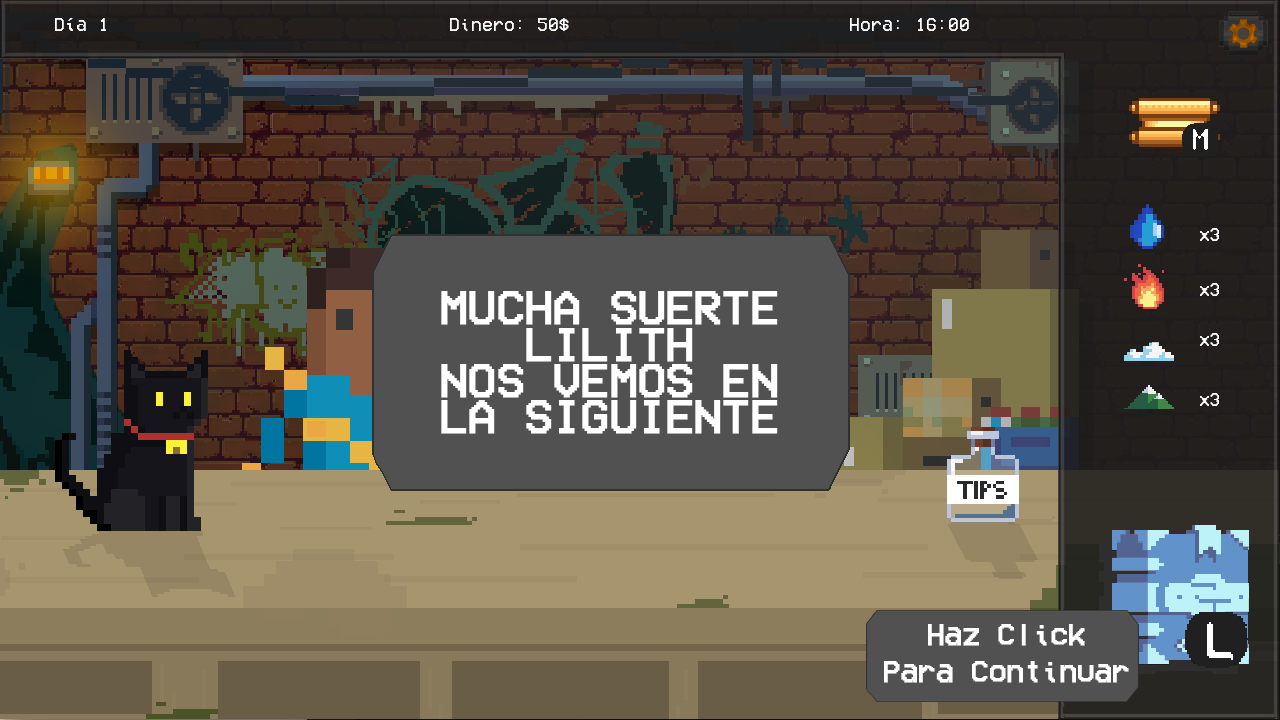 Día 1
Dinero: 50$
Hora: 16:00
M
x3
x3
x3
x3
MUCHA SUERTE
LILITH
NOS VEMOS EN
LA SIGUIENTE
TIPS
L
Haz Click
Para Continuar